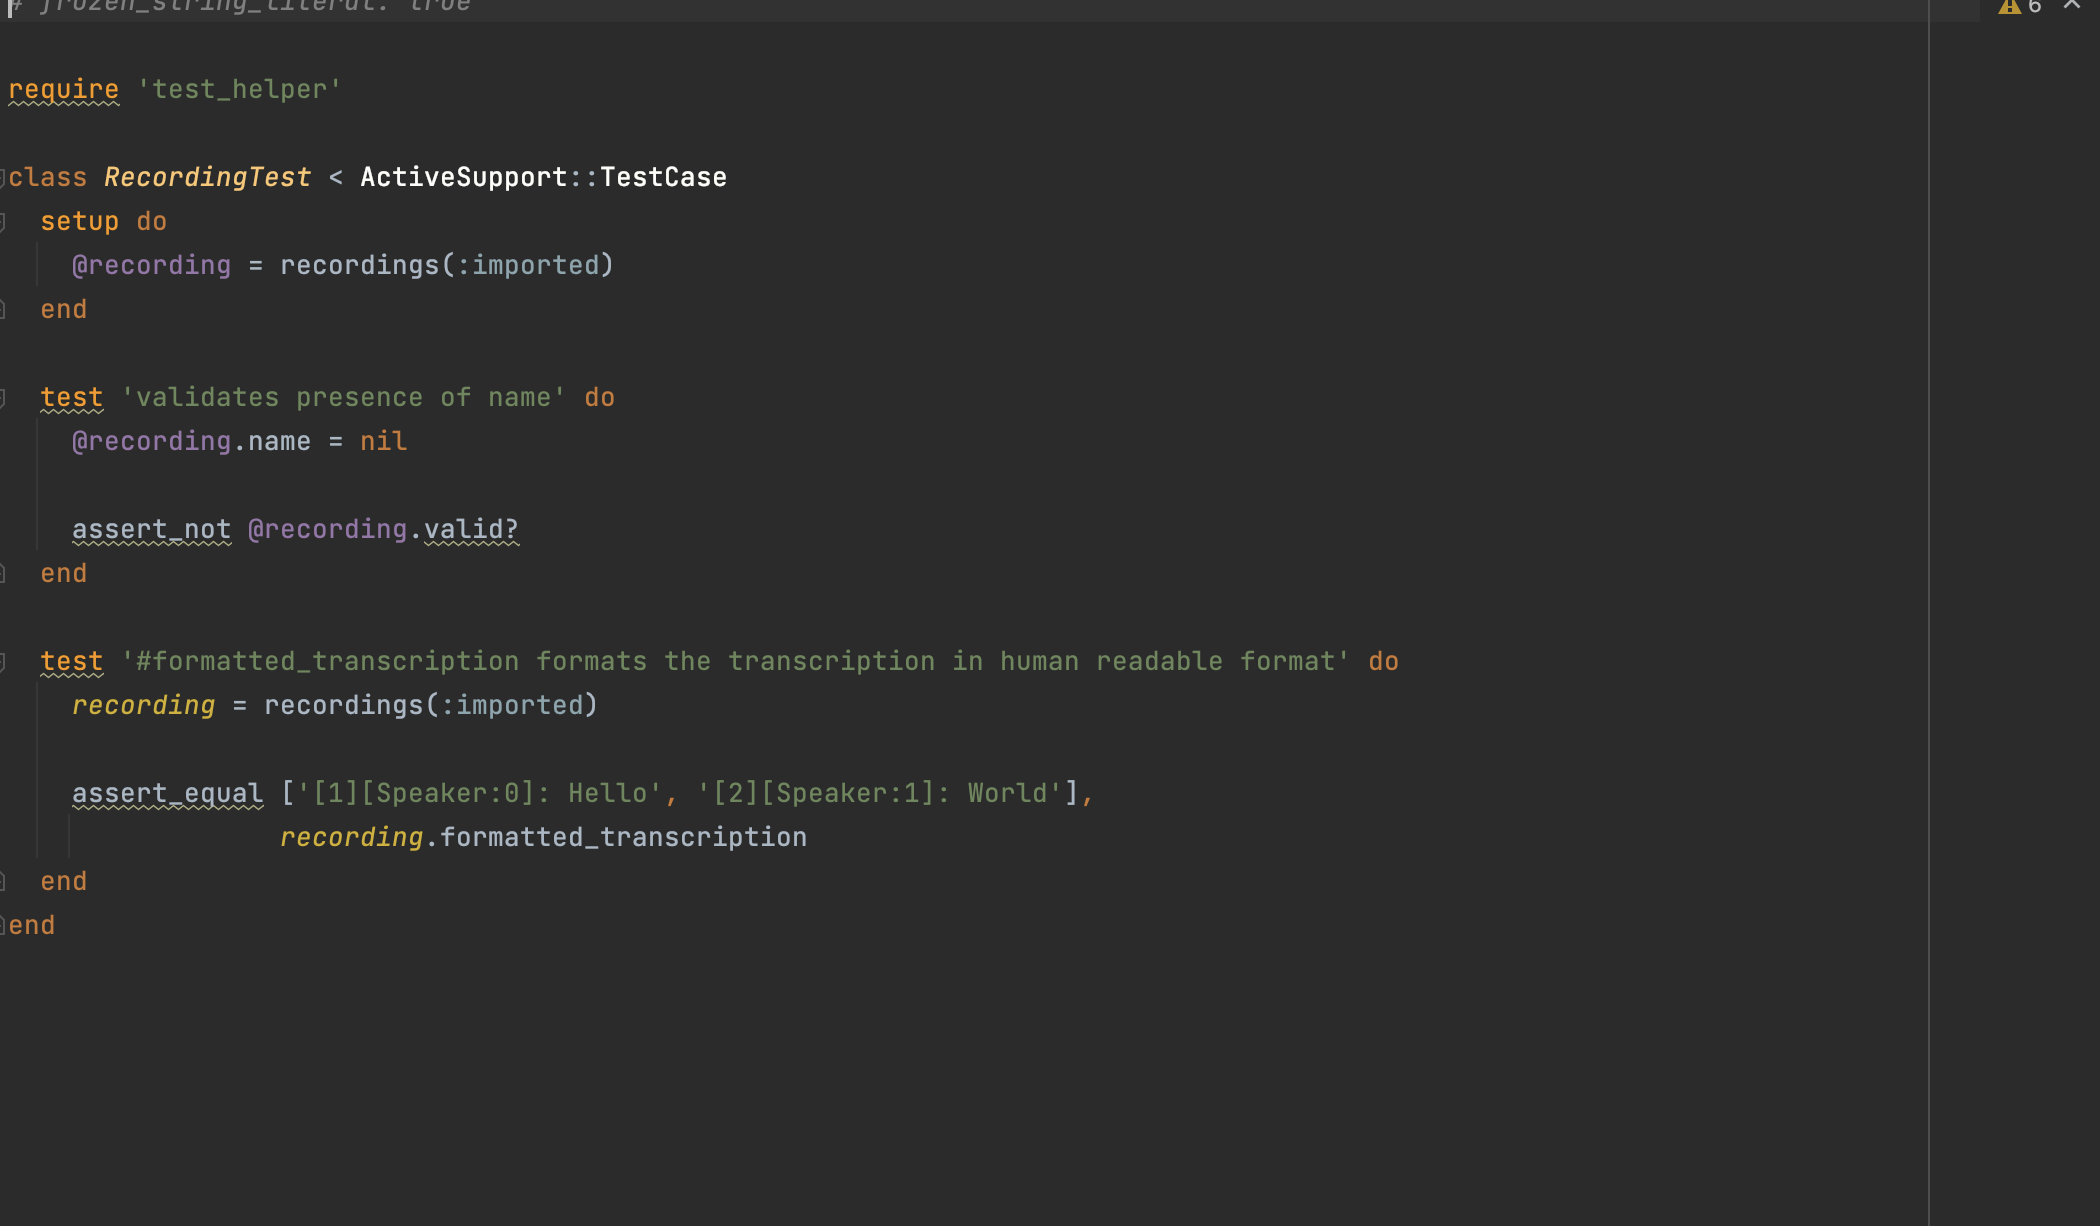 # frozen_string_literal: true
6
require 'test_helper'
class RecordingTest < ActiveSupport::TestCase
  setup do
    @recording = recordings(:imported)
  end
  test 'validates presence of name' do
    @recording.name = nil
    assert_not @recording.valid?
  end
  test '#formatted_transcription formats the transcription in human readable format' do
    recording = recordings(:imported)
    assert_equal ['[1][Speaker:0]: Hello', '[2][Speaker:1]: World'],
                 recording.formatted_transcription
  end
end